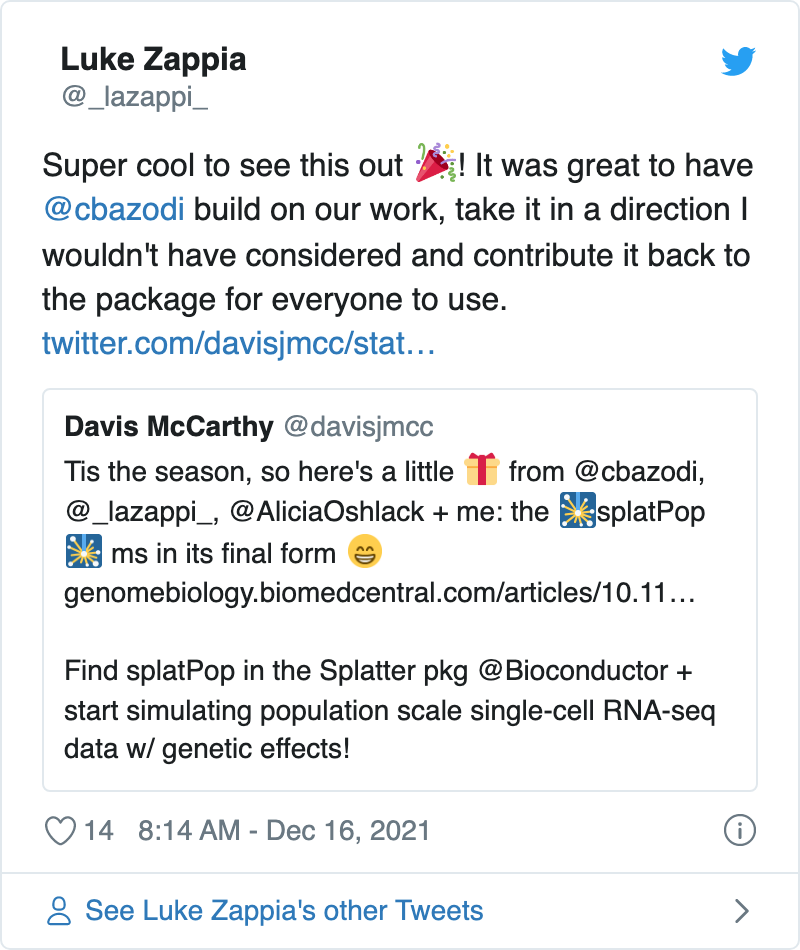 Luke Zappia
@_lazappi_
Super cool to see this out 🎉! It was great to have
@cbazodi build on our work, take it in a direction I
wouldn't have considered and contribute it back to
the package for everyone to use.
twitter.com/davisjmcc/stat…
Davis McCarthy @davisjmcc
Tis the season, so here's a little 🎁 from @cbazodi,
@_lazappi_, @AliciaOshlack + me: the 🎇splatPop
🎇 ms in its final form 😁
genomebiology.biomedcentral.com/articles/10.11…
Find splatPop in the Splatter pkg @Bioconductor +
start simulating population scale single-cell RNA-seq
data w/ genetic effects!
14 8:14 AM - Dec 16, 2021
See Luke Zappia's other Tweets